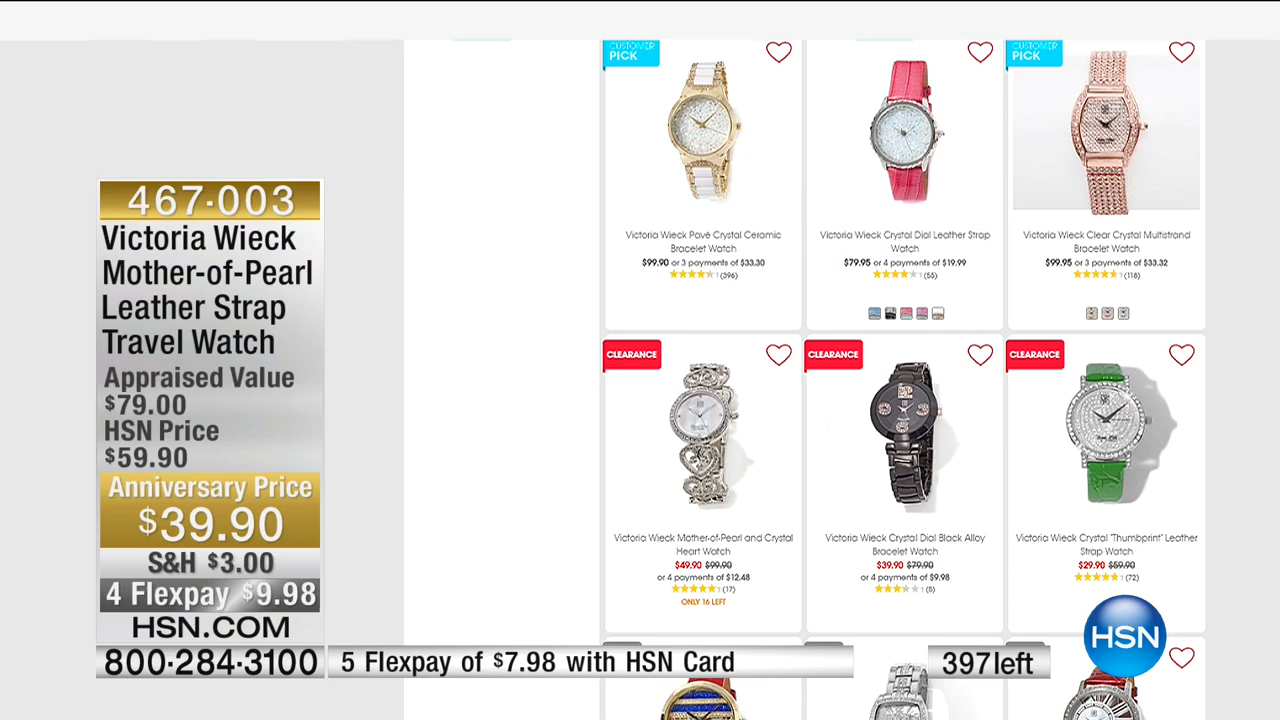 467·003
Victoria Wieck
Mother-of-Pearl
Leather Strap
Travel Watch
Appraised Value
$79.00
HSN Price
$59.90
Anniversary Price
$39.90
S&H $3.00
4 Flexpay $9.98
HSN.COM
800·284·3100
5 Flexpay of $7.98 with HSN Card
397 left
HSN
CUSTOMER
PICK
Victoria Wieck Pavé Crystal Ceramic
Bracelet Watch
$99.90 or 3 payments of $33.30
(396)
Victoria Wieck Crystal Dial Leather Strap
Watch
$79.95 or 4 payments of $19.99
(55)
CUSTOMER
PICK
Victoria Wieck Clear Crystal Multistrand
Bracelet Watch
$99.95 or 3 payments of $33.32
(118)
CLEARANCE
Victoria Wieck Mother-of-Pearl and Crystal
Heart Watch
$49.90 $99.90
or 4 payments of $12.48
(17)
ONLY 16 LEFT
CLEARANCE
Victoria Wieck Crystal Dial Black Alloy
Bracelet Watch
$39.90 $79.90
or 4 payments of $9.98
(5)
CLEARANCE
Victoria Wieck Crystal "Thumbprint" Leather
Strap Watch
$29.90 $59.90
(72)